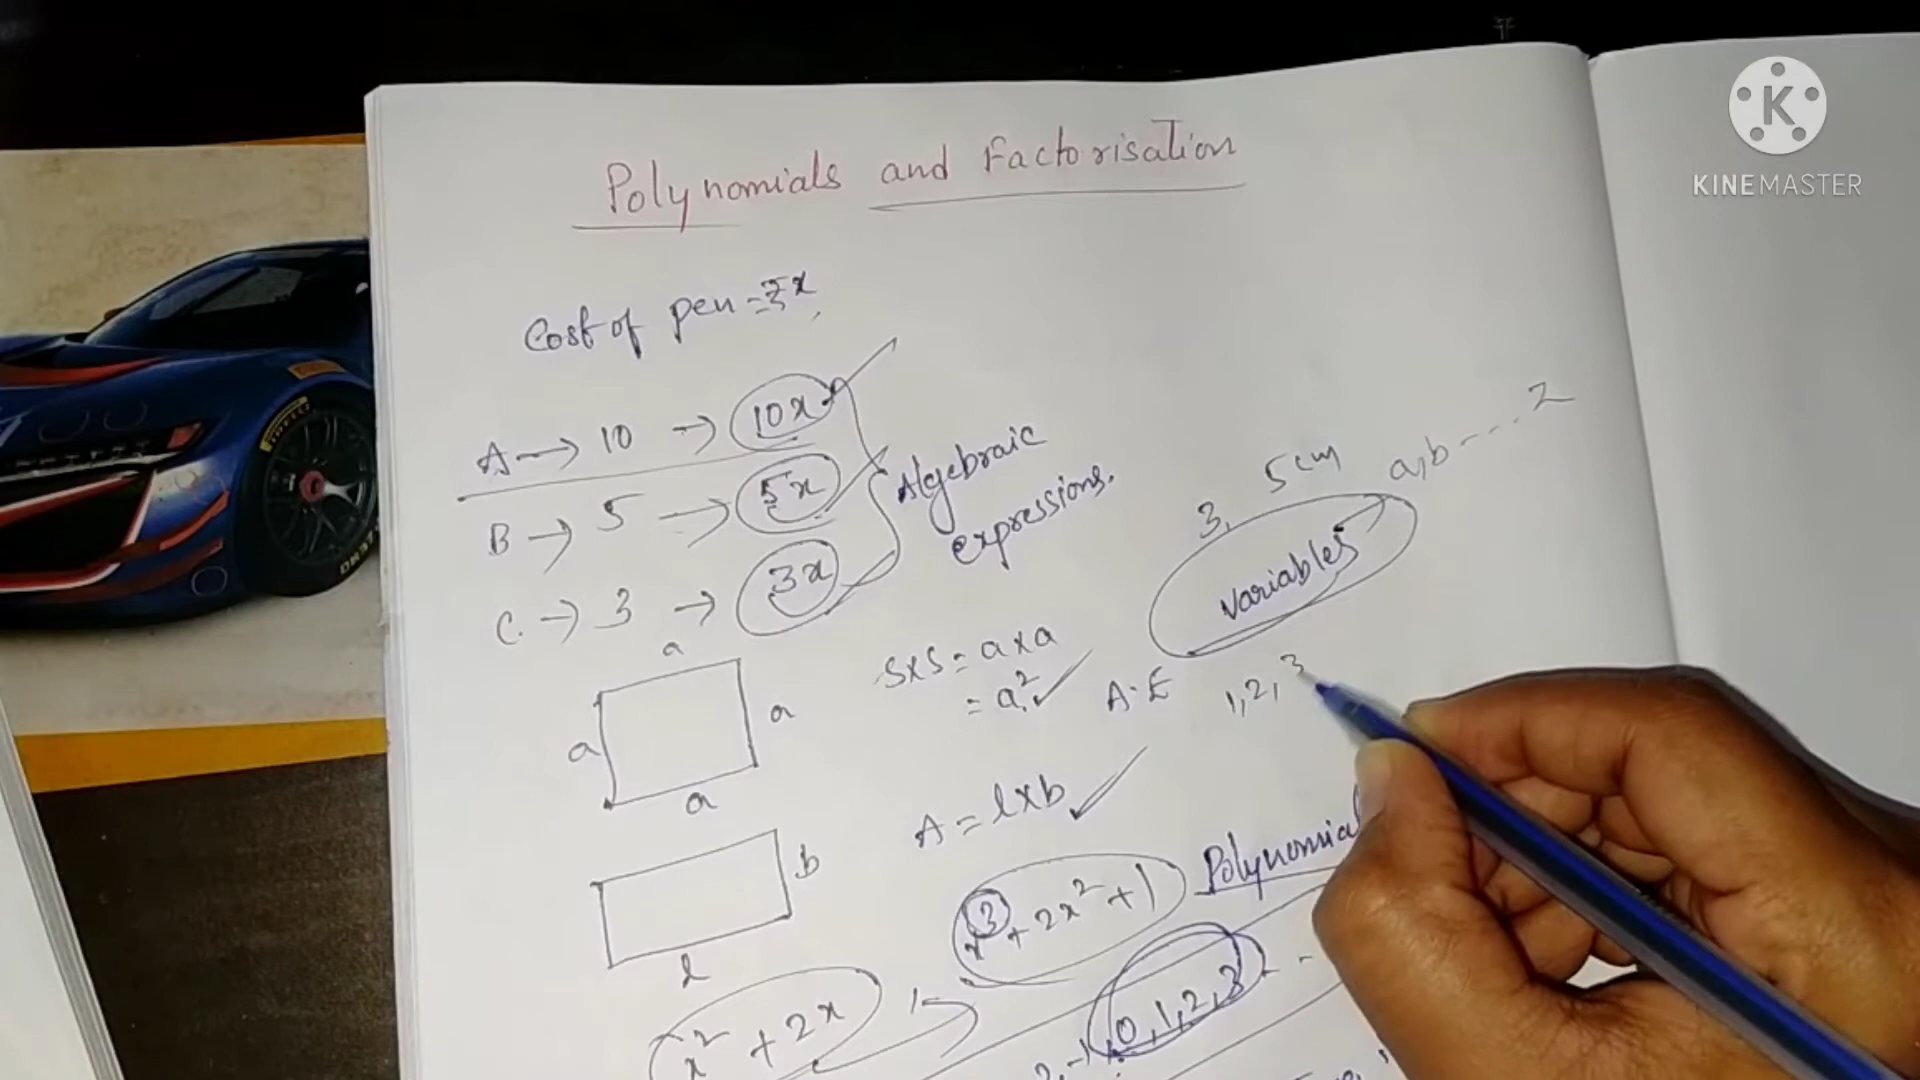 Polynomials and Factorisation
KINEMASTER
Cost of pen = ₹x
A → 10 → 10x
B → 5 → 5x
C → 3 → 3x
Algebraic
expressions.
3, 5cm a,b---z
Variables
1, 2, 3
a
a a
a
S×S = a×a
= a²
A.E
A = l×b
b
l
x³ + 2x² + 1
Polynomial
x² + 2x
0, 1, 2, 3 - -